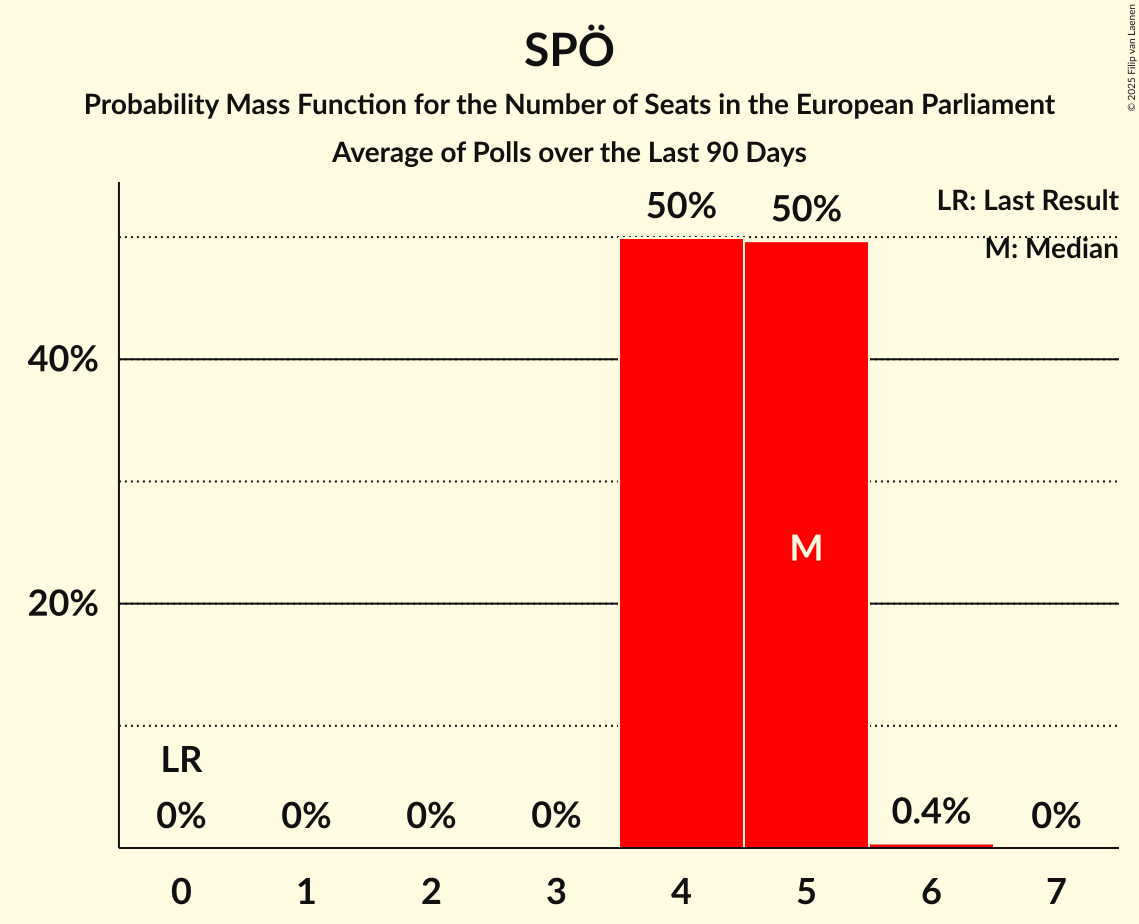 SPÖ
Probability Mass Function for the Number of Seats in the European Parliament
Average of Polls over the Last 90 Days
© 2025 Filip van Laenen
LR: Last Result
M: Median
50%
50%
40%
20%
M
LR
0%
0%
0%
0%
0.4%
0%
0
1
2
3
4
5
6
7